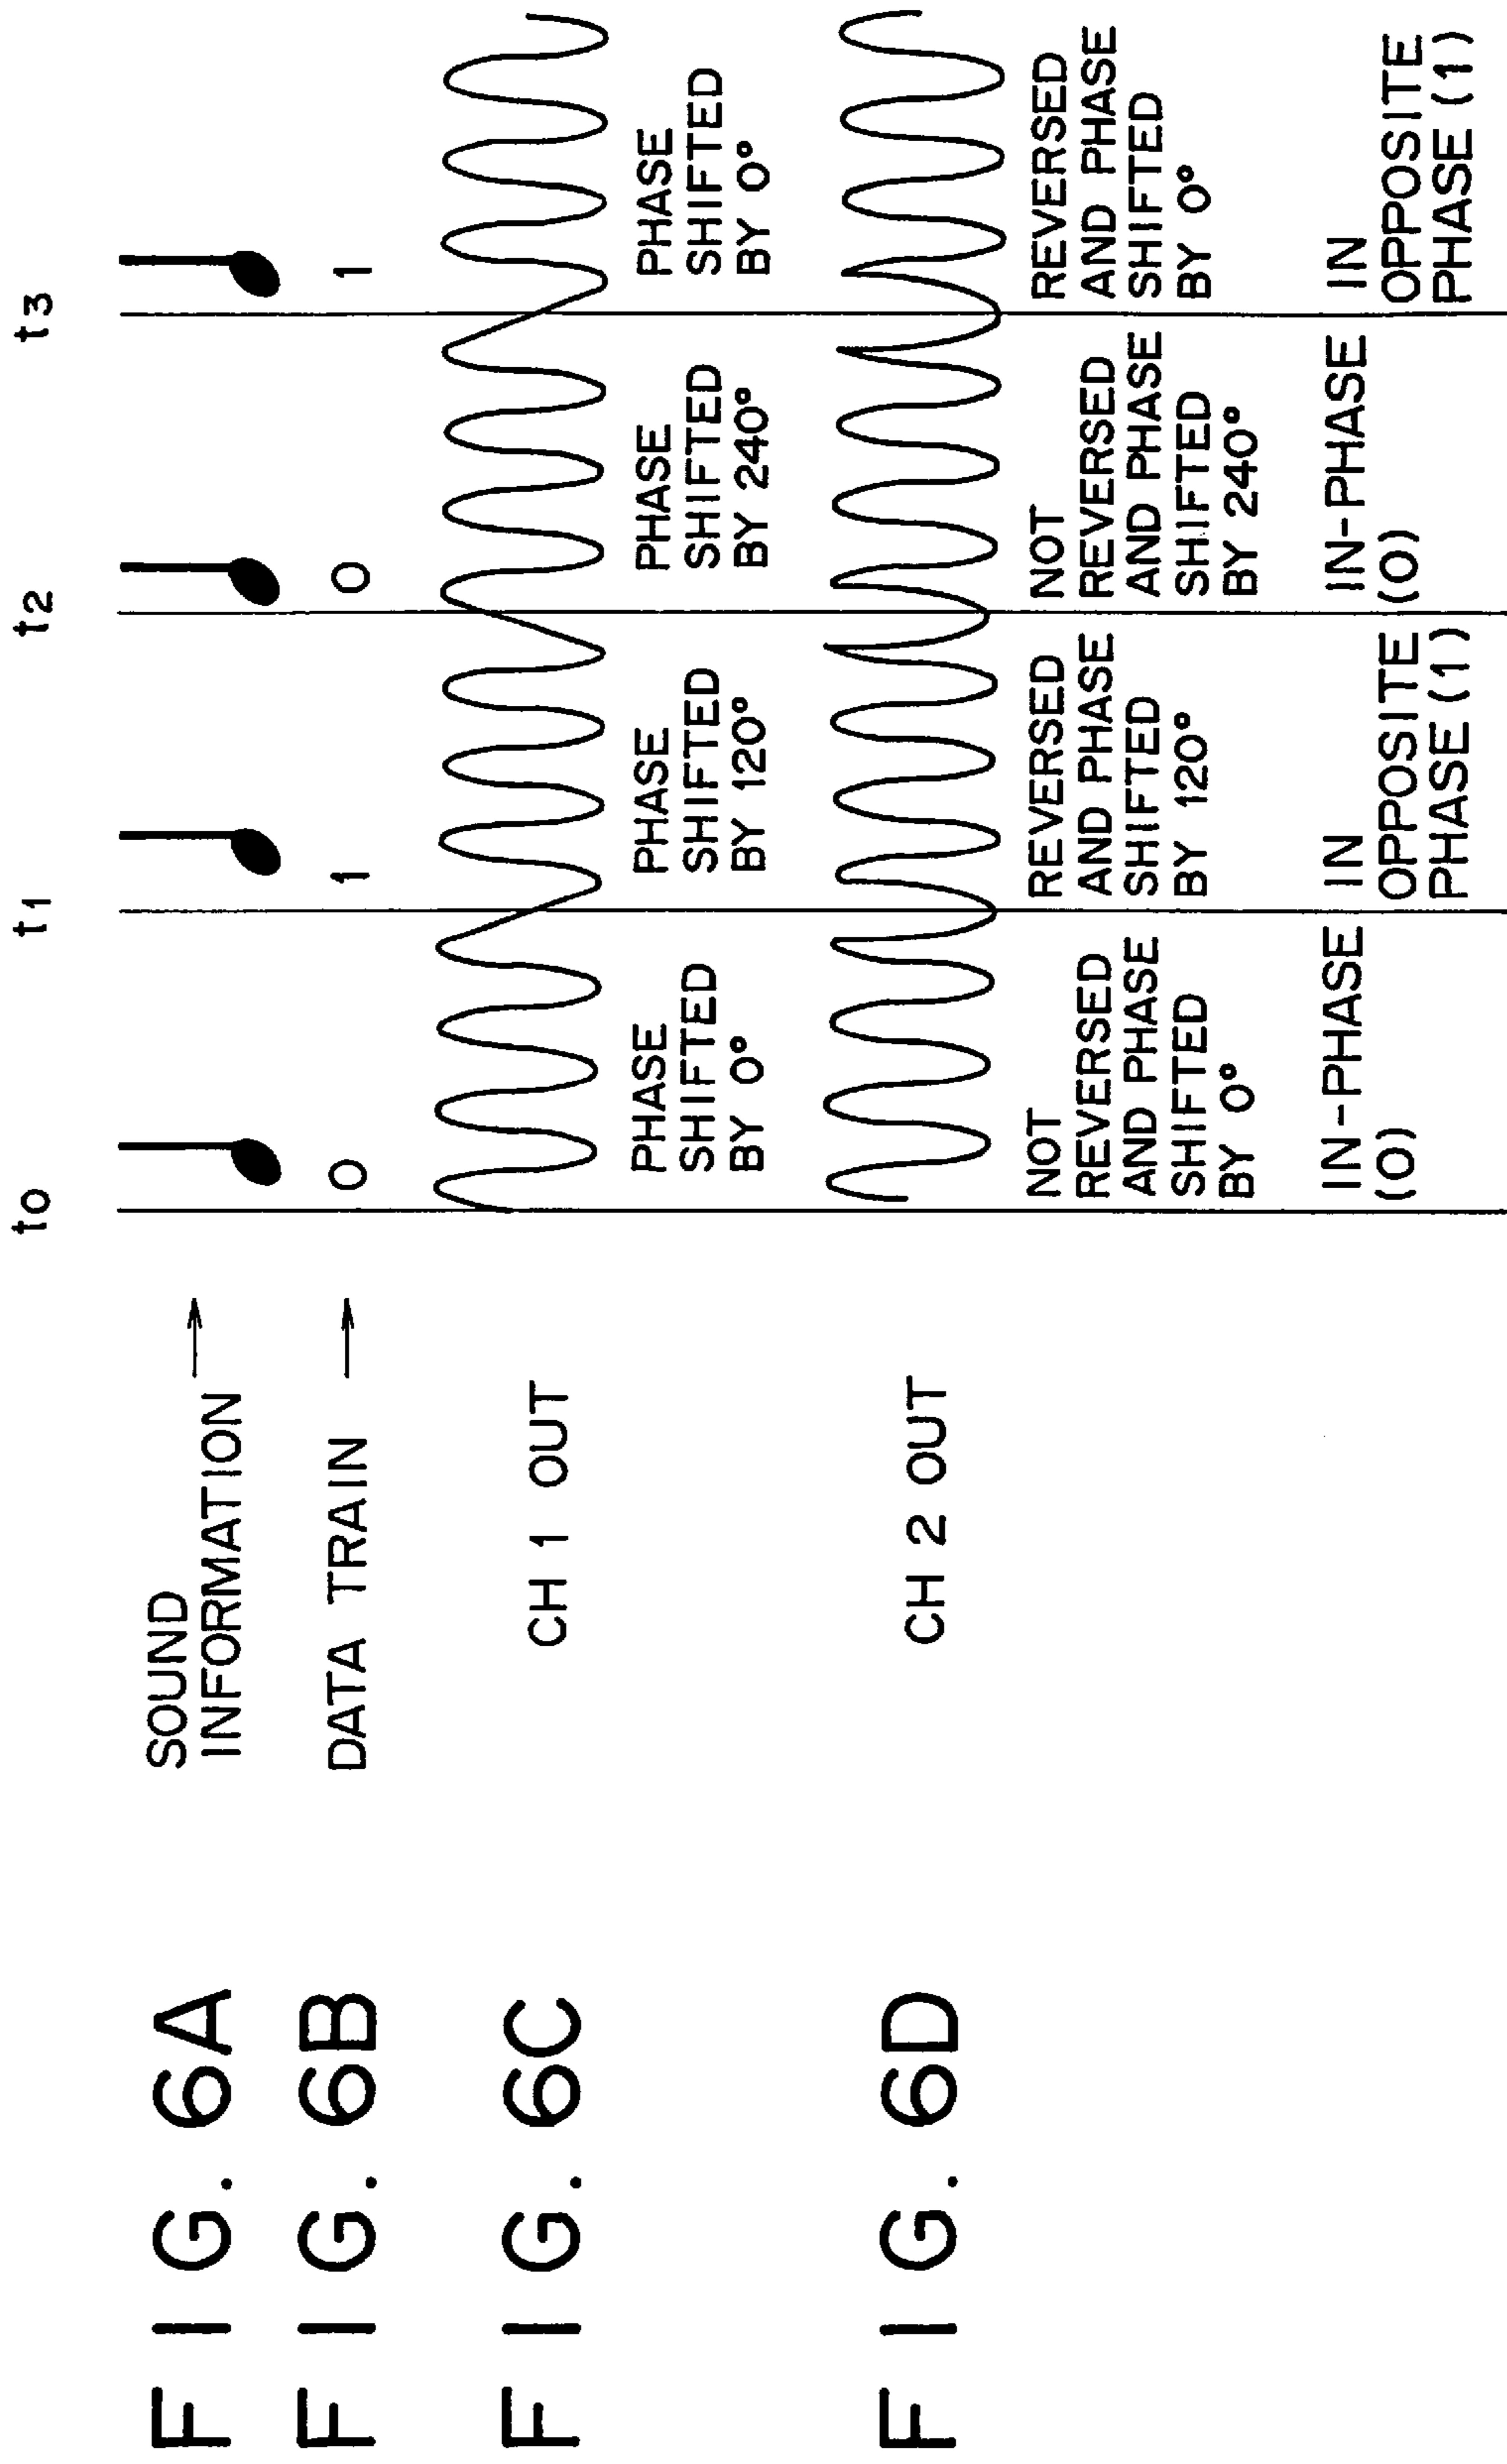 t0
t1
t2
t3
FIG. 6A
SOUND
INFORMATION
FIG. 6B
DATA TRAIN
0
1
0
1
FIG. 6C
CH 1 OUT
PHASE
SHIFTED
BY 0°
PHASE
SHIFTED
BY 120°
PHASE
SHIFTED
BY 240°
PHASE
SHIFTED
BY 0°
FIG. 6D
CH 2 OUT
NOT
REVERSED
AND PHASE
SHIFTED
BY 0°
REVERSED
AND PHASE
SHIFTED
BY 120°
NOT
REVERSED
AND PHASE
SHIFTED
BY 240°
REVERSED
AND PHASE
SHIFTED
BY 0°
IN-PHASE
(0)
IN
OPPOSITE
PHASE (1)
IN-PHASE
(0)
IN
OPPOSITE
PHASE (1)